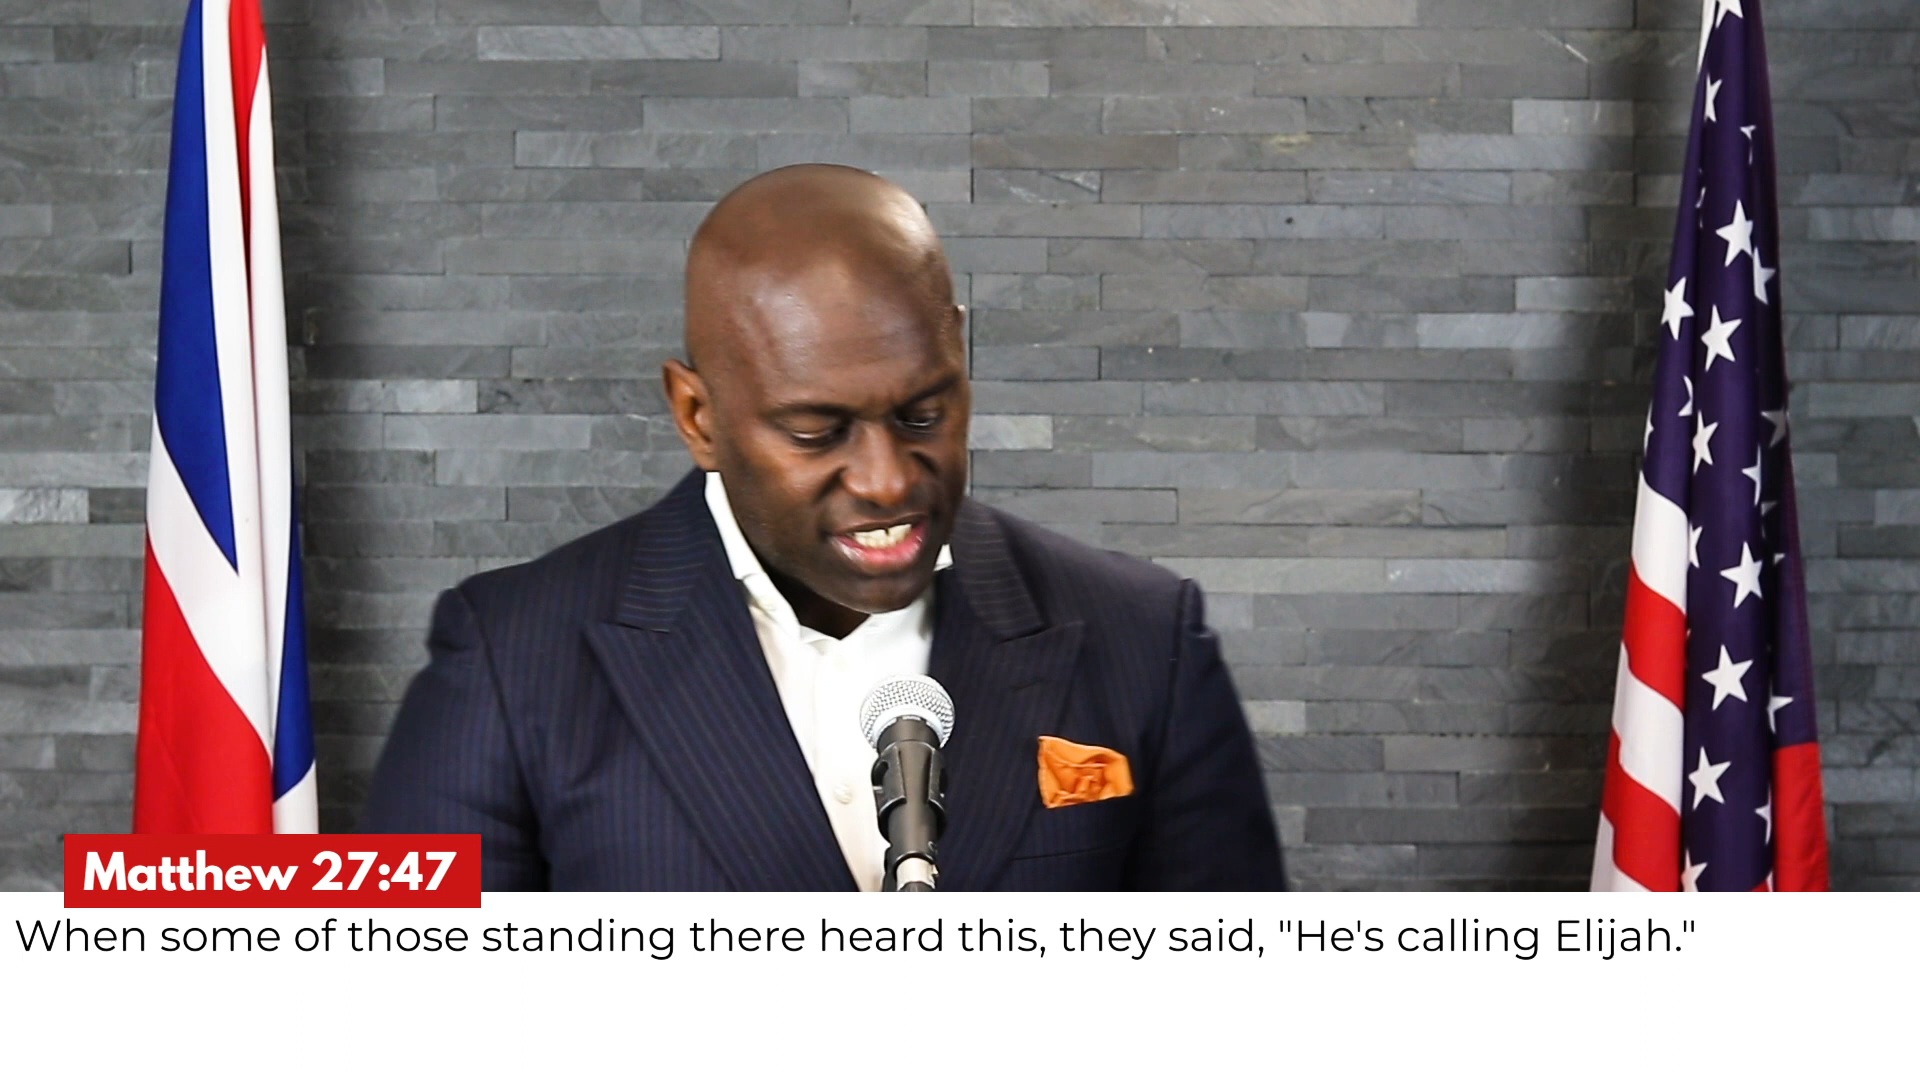 Matthew 27:47
When some of those standing there heard this, they said, "He's calling Elijah."